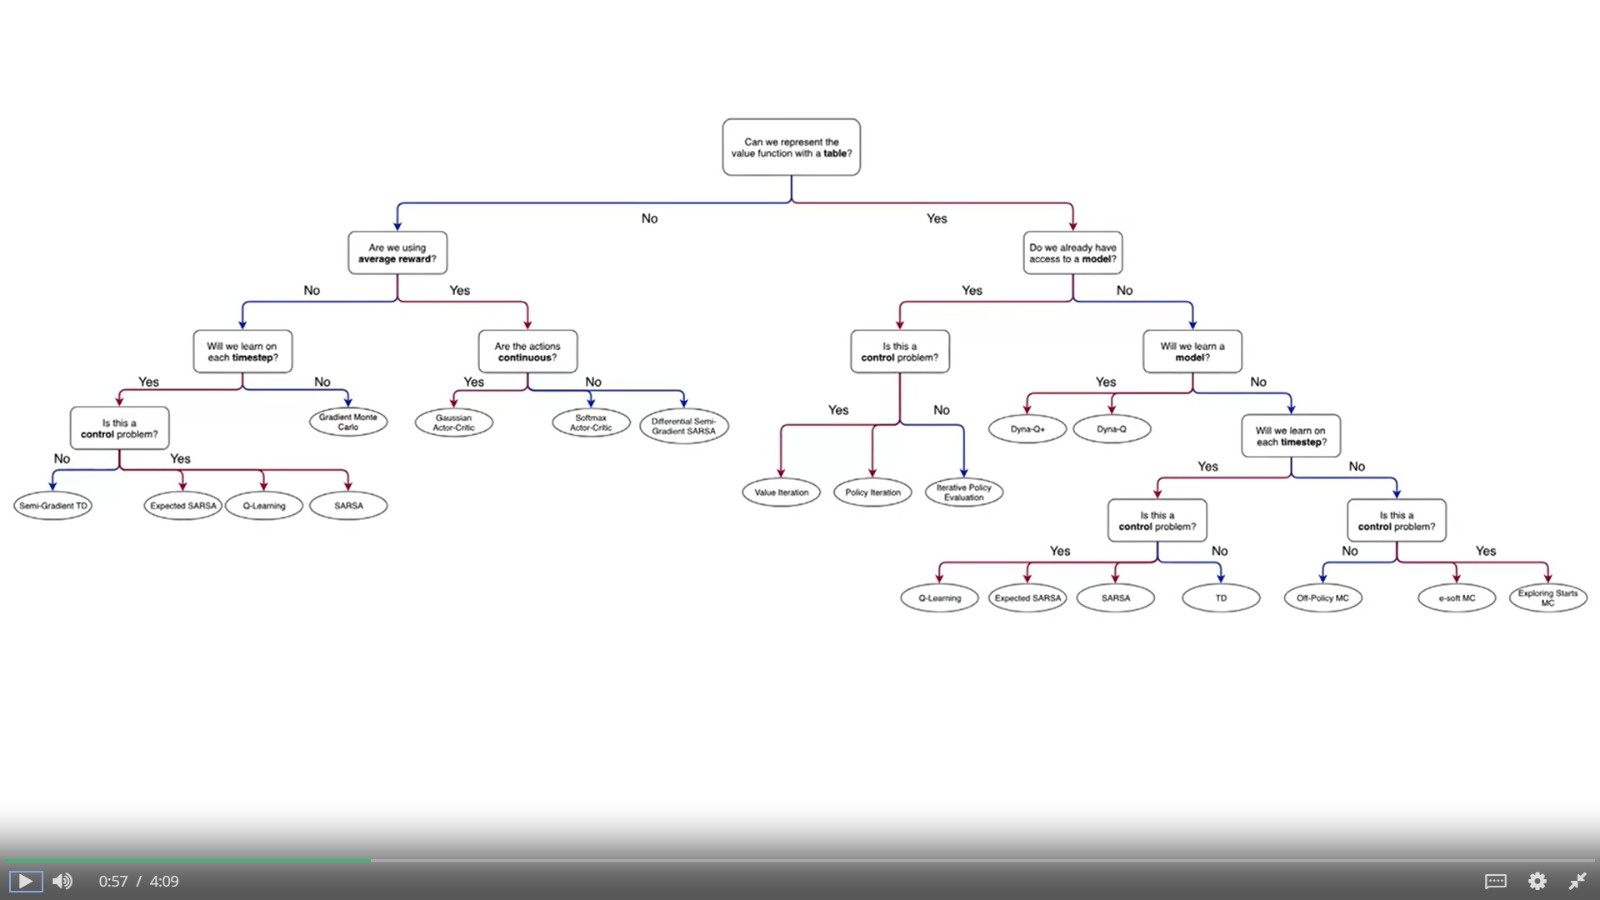 Can we represent the
value function with a table?
No
Yes
Are we using
average reward?
Do we already have
access to a model?
No
Yes
Yes
No
Will we learn on
each timestep?
Are the actions
continuous?
Is this a
control problem?
Will we learn a
model?
Yes
No
Yes
No
Yes
No
Yes
No
Is this a
control problem?
Gradient Monte
Carlo
Gaussian
Actor-Critic
Softmax
Actor-Critic
Differential Semi-
Gradient SARSA
Dyna-Q+
Dyna-Q
Will we learn on
each timestep?
No
Yes
Yes
No
Semi-Gradient TD
Expected SARSA
Q-Learning
SARSA
Value Iteration
Policy Iteration
Iterative Policy
Evaluation
Is this a
control problem?
Is this a
control problem?
Yes
No
No
Yes
Q-Learning
Expected SARSA
SARSA
TD
Off-Policy MC
e-soft MC
Exploring Starts
MC
0:57 / 4:09